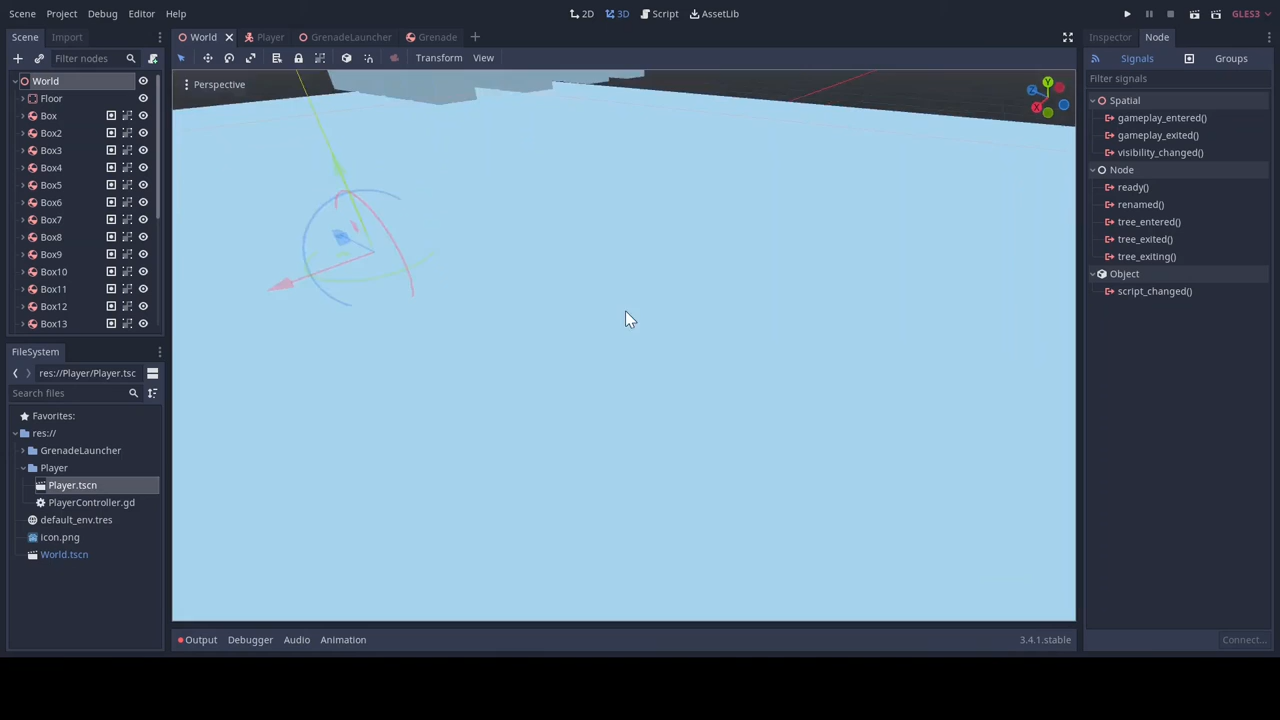 Scene Project Debug Editor Help 2D 3D Script AssetLib GLES3
Scene Import World Player GrenadeLauncher Grenade Inspector Node
Filter nodes Transform View Signals Groups
Perspective
Filter signals
World
Floor
Box
Box2
Box3
Box4
Box5
Box6
Box7
Box8
Box9
Box10
Box11
Box12
Box13
FileSystem
res://Player/Player.tsc
Search files
Favorites:
res://
GrenadeLauncher
Player
Player.tscn
PlayerController.gd
default_env.tres
icon.png
World.tscn
Y
Z
X
Spatial
gameplay_entered()
gameplay_exited()
visibility_changed()
Node
ready()
renamed()
tree_entered()
tree_exited()
tree_exiting()
Object
script_changed()
Output Debugger Audio Animation 3.4.1.stable Connect...